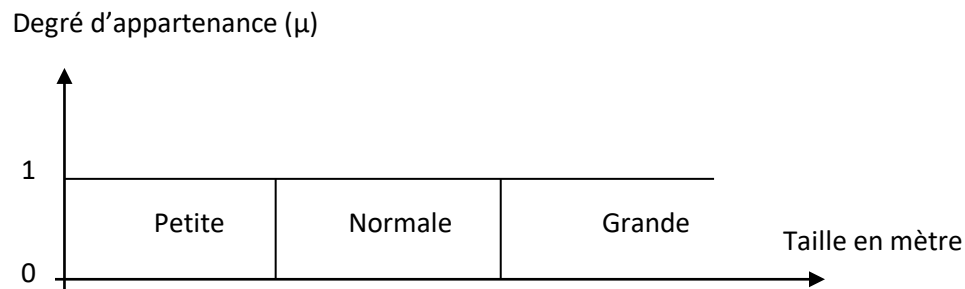 Degré d’appartenance (µ)
1
Petite Normale Grande
Taille en mètre
0